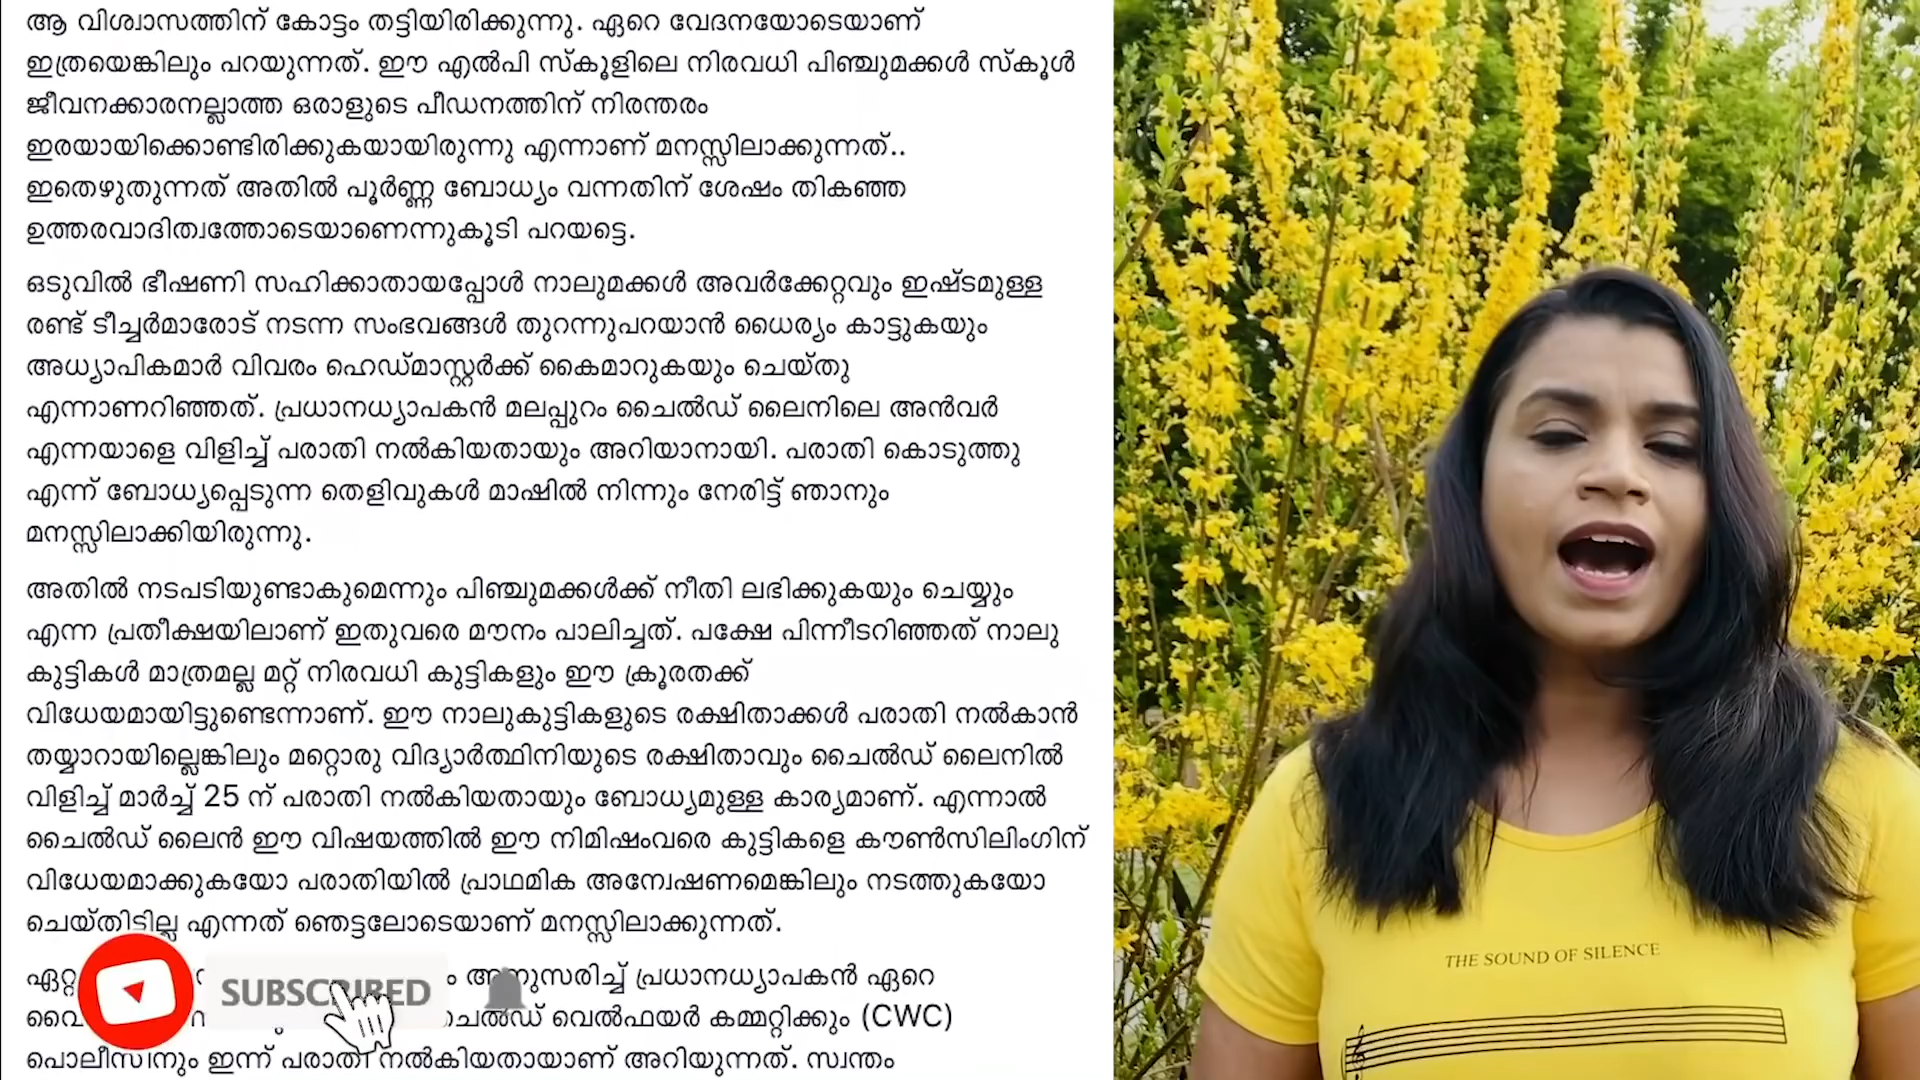 ആ വിശ്വാസത്തിന് കോട്ടം തട്ടിയിരിക്കുന്നു. ഏറെ വേദനയോടെയാണ്
ഇത്രയെങ്കിലും പറയുന്നത്. ഈ എൽപി സ്കൂളിലെ നിരവധി പിഞ്ചുമക്കൾ സ്കൂൾ
ജീവനക്കാരനല്ലാത്ത ഒരാളുടെ പീഡനത്തിന് നിരന്തരം
ഇരയായിക്കൊണ്ടിരിക്കുകയായിരുന്നു എന്നാണ് മനസ്സിലാക്കുന്നത്..
ഇതെഴുതുന്നത് അതിൽ പൂർണ്ണ ബോധ്യം വന്നതിന് ശേഷം തികഞ്ഞ
ഉത്തരവാദിത്വത്തോടെയാണെന്നുകൂടി പറയട്ടെ.
ഒടുവിൽ ഭീഷണി സഹിക്കാതായപ്പോൾ നാലുമക്കൾ അവർക്കേറ്റവും ഇഷ്ടമുള്ള
രണ്ട് ടീച്ചർമാരോട് നടന്ന സംഭവങ്ങൾ തുറന്നുപറയാൻ ധൈര്യം കാട്ടുകയും
അധ്യാപികമാർ വിവരം ഹെഡ്മാസ്റ്റർക്ക് കൈമാറുകയും ചെയ്തു
എന്നാണറിഞ്ഞത്. പ്രധാനധ്യാപകൻ മലപ്പുറം ചൈൽഡ് ലൈനിലെ അൻവർ
എന്നയാളെ വിളിച്ച് പരാതി നൽകിയതായും അറിയാനായി. പരാതി കൊടുത്തു
എന്ന് ബോധ്യപ്പെടുന്ന തെളിവുകൾ മാഷിൽ നിന്നും നേരിട്ട് ഞാനും
മനസ്സിലാക്കിയിരുന്നു.
അതിൽ നടപടിയുണ്ടാകുമെന്നും പിഞ്ചുമക്കൾക്ക് നീതി ലഭിക്കുകയും ചെയ്യും
എന്ന പ്രതീക്ഷയിലാണ് ഇതുവരെ മൗനം പാലിച്ചത്. പക്ഷേ പിന്നീടറിഞ്ഞത് നാലു
കുട്ടികൾ മാത്രമല്ല മറ്റ് നിരവധി കുട്ടികളും ഈ ക്രൂരതക്ക്
വിധേയമായിട്ടുണ്ടെന്നാണ്. ഈ നാലുകുട്ടികളുടെ രക്ഷിതാക്കൾ പരാതി നൽകാൻ
തയ്യാറായില്ലെങ്കിലും മറ്റൊരു വിദ്യാർത്ഥിനിയുടെ രക്ഷിതാവും ചൈൽഡ് ലൈനിൽ
വിളിച്ച് മാർച്ച് 25 ന് പരാതി നൽകിയതായും ബോധ്യമുള്ള കാര്യമാണ്. എന്നാൽ
ചൈൽഡ് ലൈൻ ഈ വിഷയത്തിൽ ഈ നിമിഷംവരെ കുട്ടികളെ കൗൺസിലിംഗിന്
വിധേയമാക്കുകയോ പരാതിയിൽ പ്രാഥമിക അന്വേഷണമെങ്കിലും നടത്തുകയോ
ചെയ്തിട്ടില്ല എന്നത് ഞെട്ടലോടെയാണ് മനസ്സിലാക്കുന്നത്.
അനുസരിച്ച് പ്രധാനധ്യാപകൻ ഏറെ
SUBSCRIBED
ചൈൽഡ് വെൽഫയർ കമ്മറ്റിക്കും (CWC)
പൊലീസിനും ഇന്ന് പരാതി നൽകിയതായാണ് അറിയുന്നത്. സ്വന്തം
THE SOUND OF SILENCE